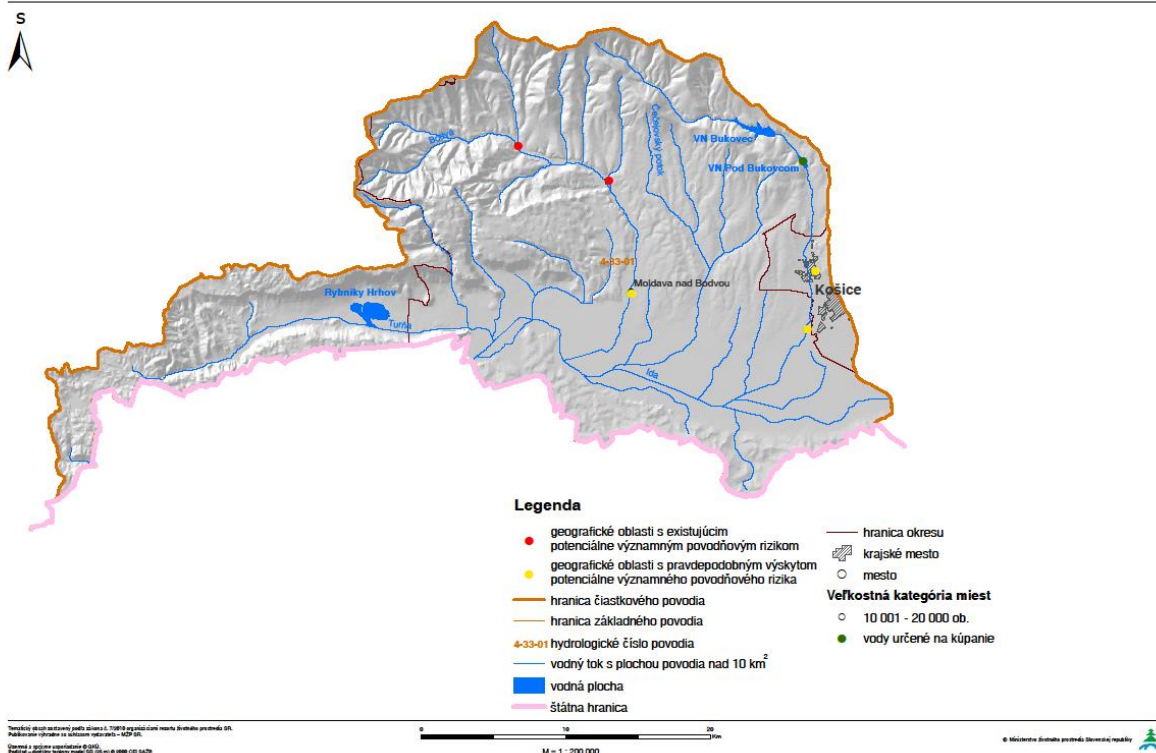 S
Bodva
Čečejovský potok
VN Bukovec
VN Pod Bukovcom
4-33-01
Moldava nad Bodvou
Košice
Rybníky Hrhov
Turňa
Ida
Legenda
geografické oblasti s existujúcim
potenciálne významným povodňovým rizikom
geografické oblasti s pravdepodobným výskytom
potenciálne významného povodňového rizika
hranica čiastkového povodia
hranica základného povodia
4-33-01 hydrologické číslo povodia
vodný tok s plochou povodia nad 10 km²
vodná plocha
štátna hranica
hranica okresu
krajské mesto
mesto
Veľkostná kategória miest
10 001 - 20 000 ob.
vody určené na kúpanie
0 10 20
Km
M = 1 : 200 000
© Ministerstvo životného prostredia Slovenskej republiky